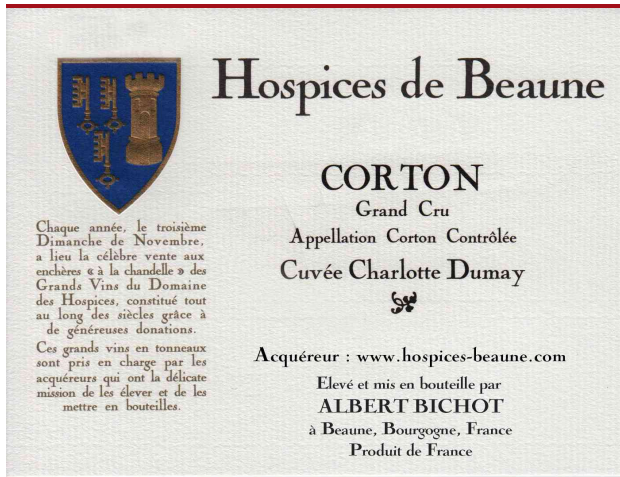 Hospices de Beaune
CORTON
Grand Cru
Appellation Corton Contrôlée
Cuvée Charlotte Dumay
Chaque année, le troisième
Dimanche de Novembre,
a lieu la célèbre vente aux
enchères « à la chandelle » des
Grands Vins du Domaine
des Hospices, constitué tout
au long des siècles grâce à
de généreuses donations.
Ces grands vins en tonneaux
sont pris en charge par les
acquéreurs qui ont la délicate
mission de les élever et de les
mettre en bouteilles.
Acquéreur : www.hospices-beaune.com
Elevé et mis en bouteille par
ALBERT BICHOT
à Beaune, Bourgogne, France
Produit de France